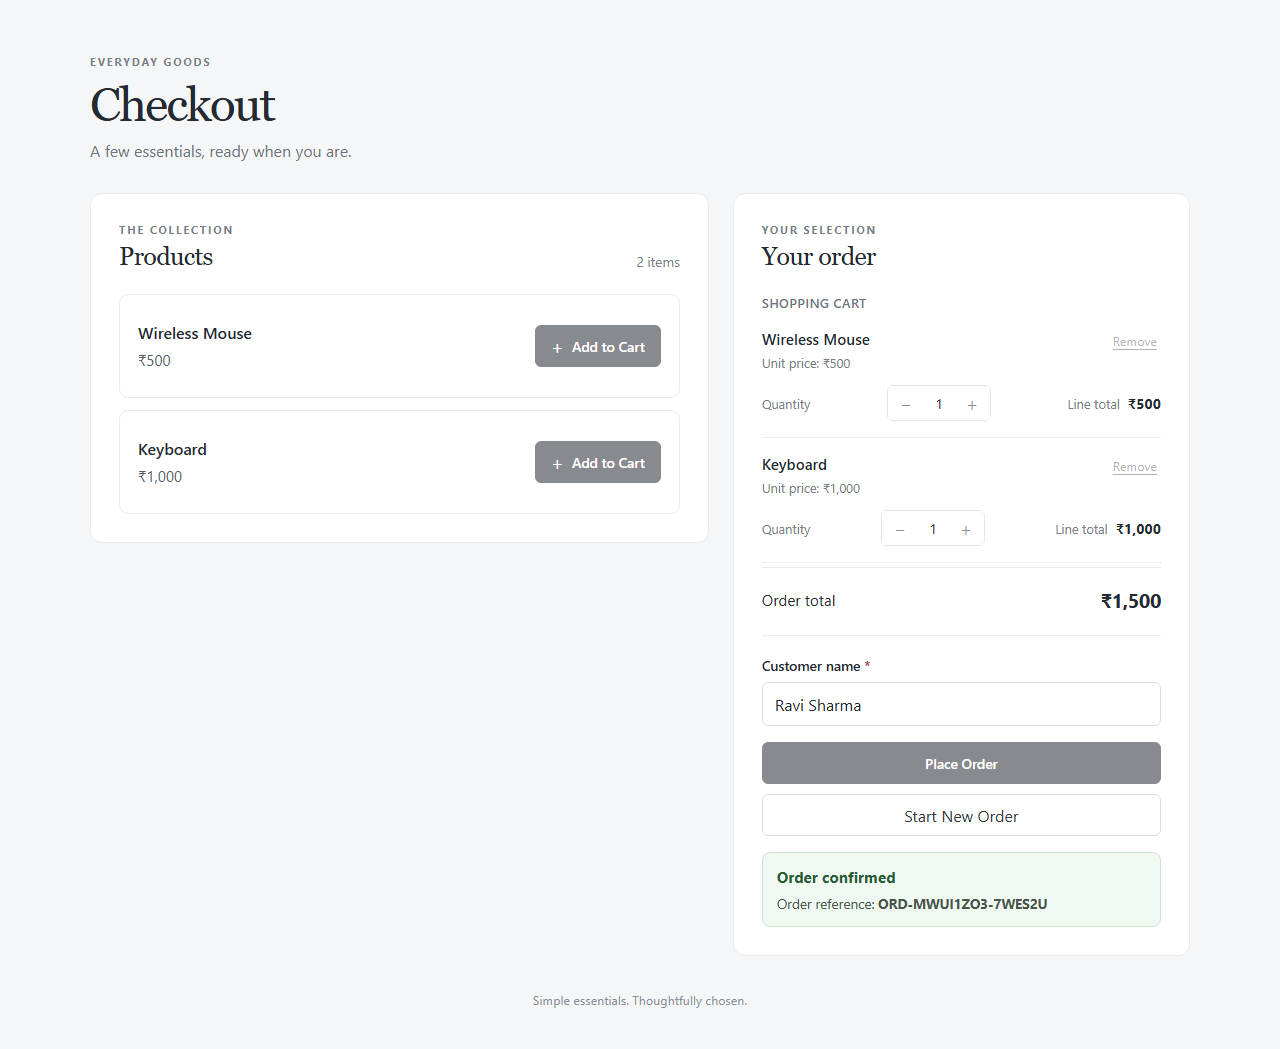 EVERYDAY GOODS
Checkout
A few essentials, ready when you are.
THE COLLECTION
Products
2 items
Wireless Mouse
₹500
+ Add to Cart
Keyboard
₹1,000
+ Add to Cart
YOUR SELECTION
Your order
SHOPPING CART
Wireless Mouse
Remove
Unit price: ₹500
Quantity − 1 + Line total ₹500
Keyboard
Remove
Unit price: ₹1,000
Quantity − 1 + Line total ₹1,000
Order total ₹1,500
Customer name *
Ravi Sharma
Place Order
Start New Order
Order confirmed
Order reference: ORD-MWUI1ZO3-7WES2U
Simple essentials. Thoughtfully chosen.